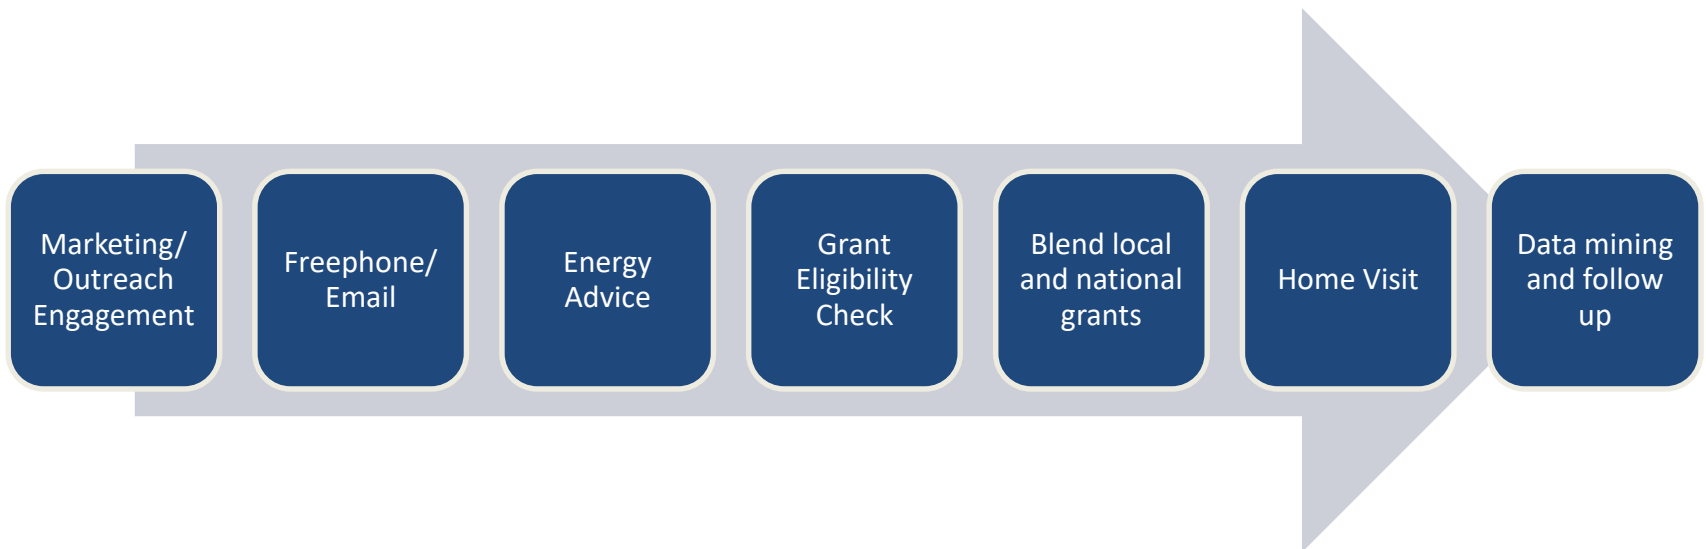 Marketing/
Outreach
Engagement
Freephone/
Email
Energy
Advice
Grant
Eligibility
Check
Blend local
and national
grants
Home Visit
Data mining
and follow
up